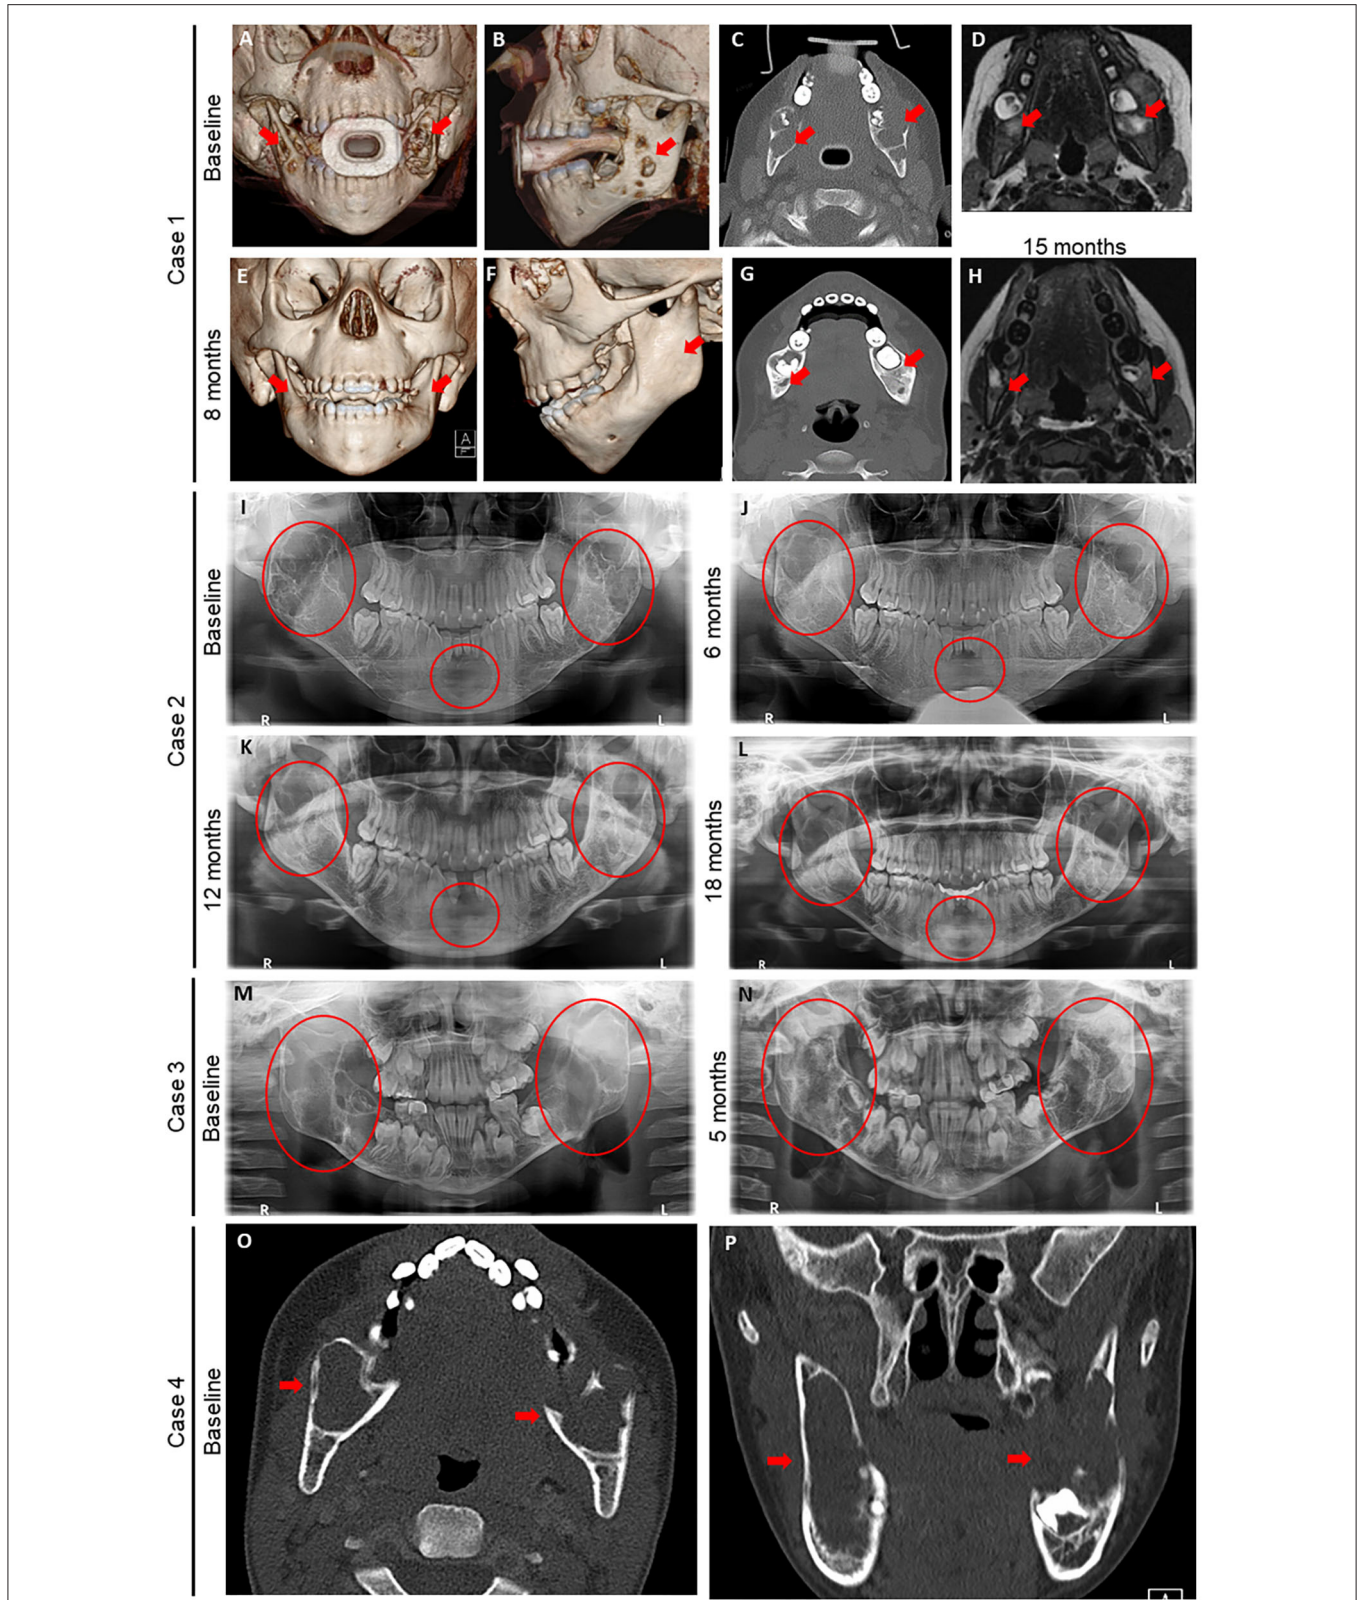 Case 1
Baseline
A
B
C
D
15 months
8 months
E
F
G
H
A
Case 2
Baseline
I
R
L
6 months
J
R
L
12 months
K
R
L
18 months
L
R
L
Case 3
Baseline
M
R
L
5 months
N
R
L
Case 4
Baseline
O
P